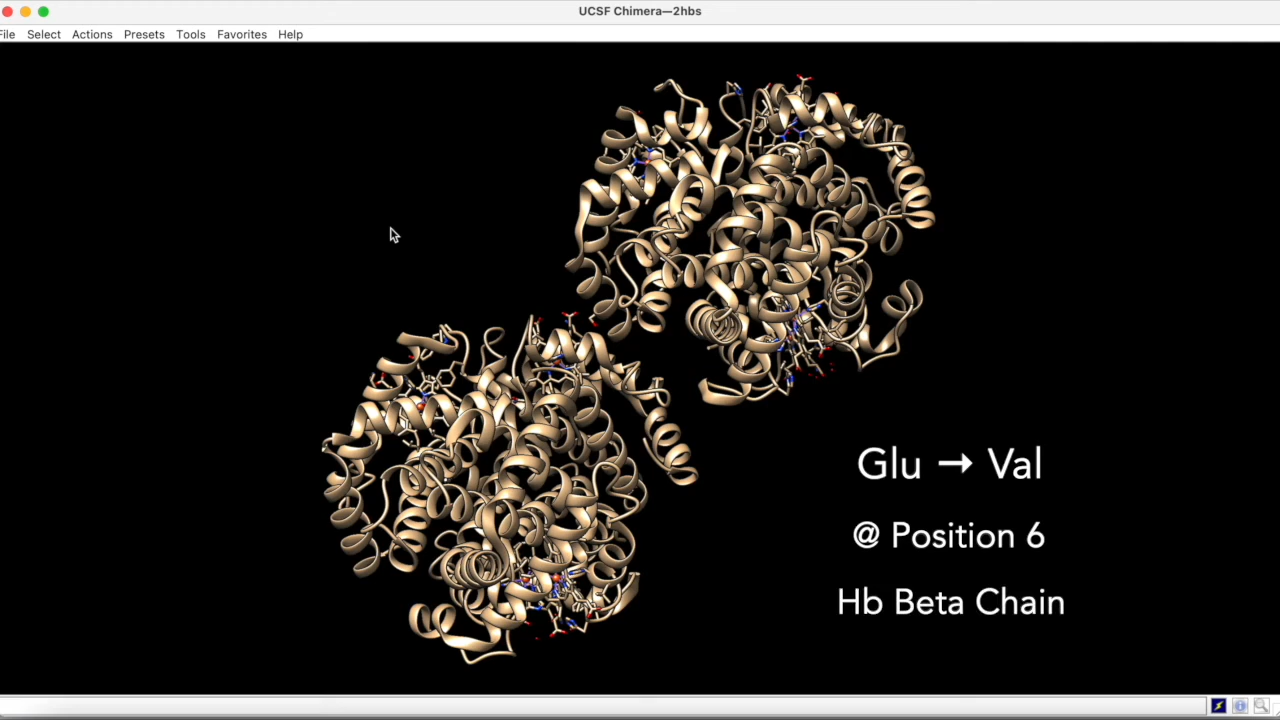 UCSF Chimera—2hbs
File Select Actions Presets Tools Favorites Help
Glu → Val
@ Position 6
Hb Beta Chain